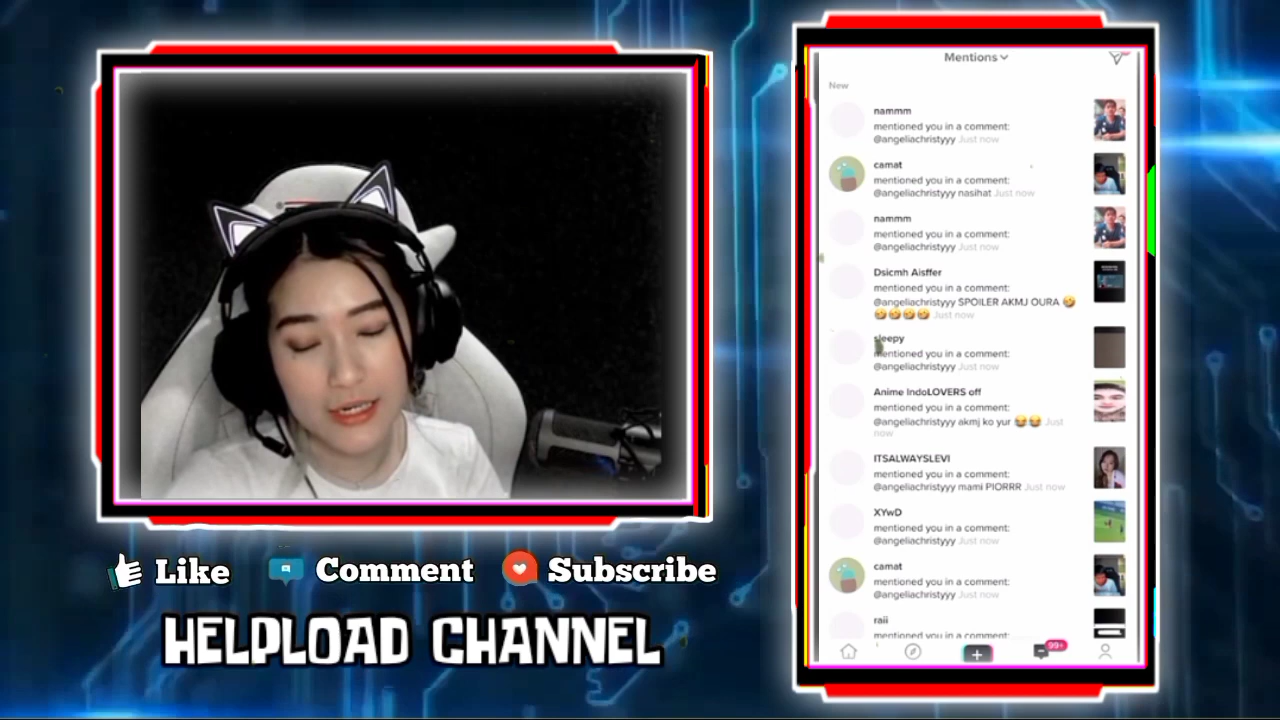 Like
Comment
Subscribe
HELPLOAD CHANNEL
Mentions
New
nammm
mentioned you in a comment:
@angeliachristyyy Just now
camat
mentioned you in a comment:
@angeliachristyyy nasihat Just now
nammm
mentioned you in a comment:
@angeliachristyyy Just now
Dsicmh Aisffer
mentioned you in a comment:
@angeliachristyyy SPOILER AKMJ OURA 🤣
🤣🤣🤣🤣 Just now
sleepy
mentioned you in a comment:
@angeliachristyyy Just now
Anime IndoLOVERS off
mentioned you in a comment:
@angeliachristyyy akmj ko yur 😂😂 Just
now
ITSALWAYSLEVI
mentioned you in a comment:
@angeliachristyyy mami PIORRR Just now
XYwD
mentioned you in a comment:
@angeliachristyyy Just now
camat
mentioned you in a comment:
@angeliachristyyy Just now
raii
mentioned you in a comment:
99+